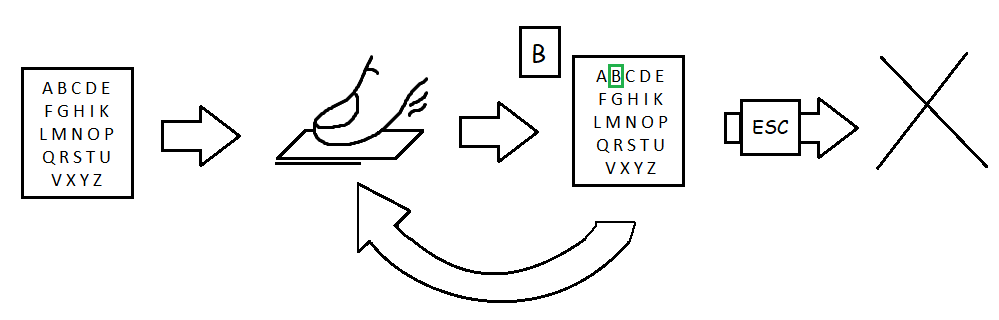 A B C D E
F G H I K
L M N O P
Q R S T U
V X Y Z
B
A B C D E
F G H I K
L M N O P
Q R S T U
V X Y Z
ESC